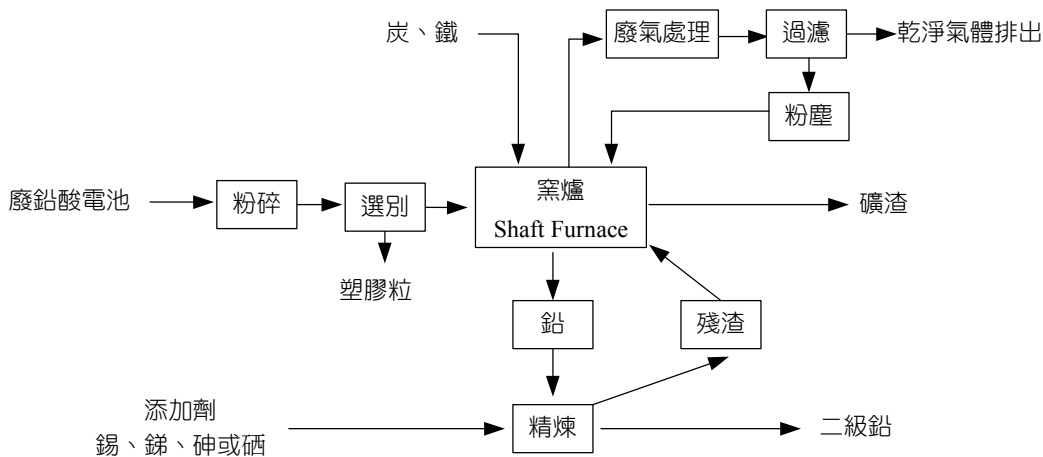 炭、鐵
廢氣處理
過濾
乾淨氣體排出
粉塵
廢鉛酸電池
粉碎
選別
窯爐
Shaft Furnace
礦渣
塑膠粒
鉛
殘渣
添加劑
錫、銻、砷或硒
精煉
二級鉛